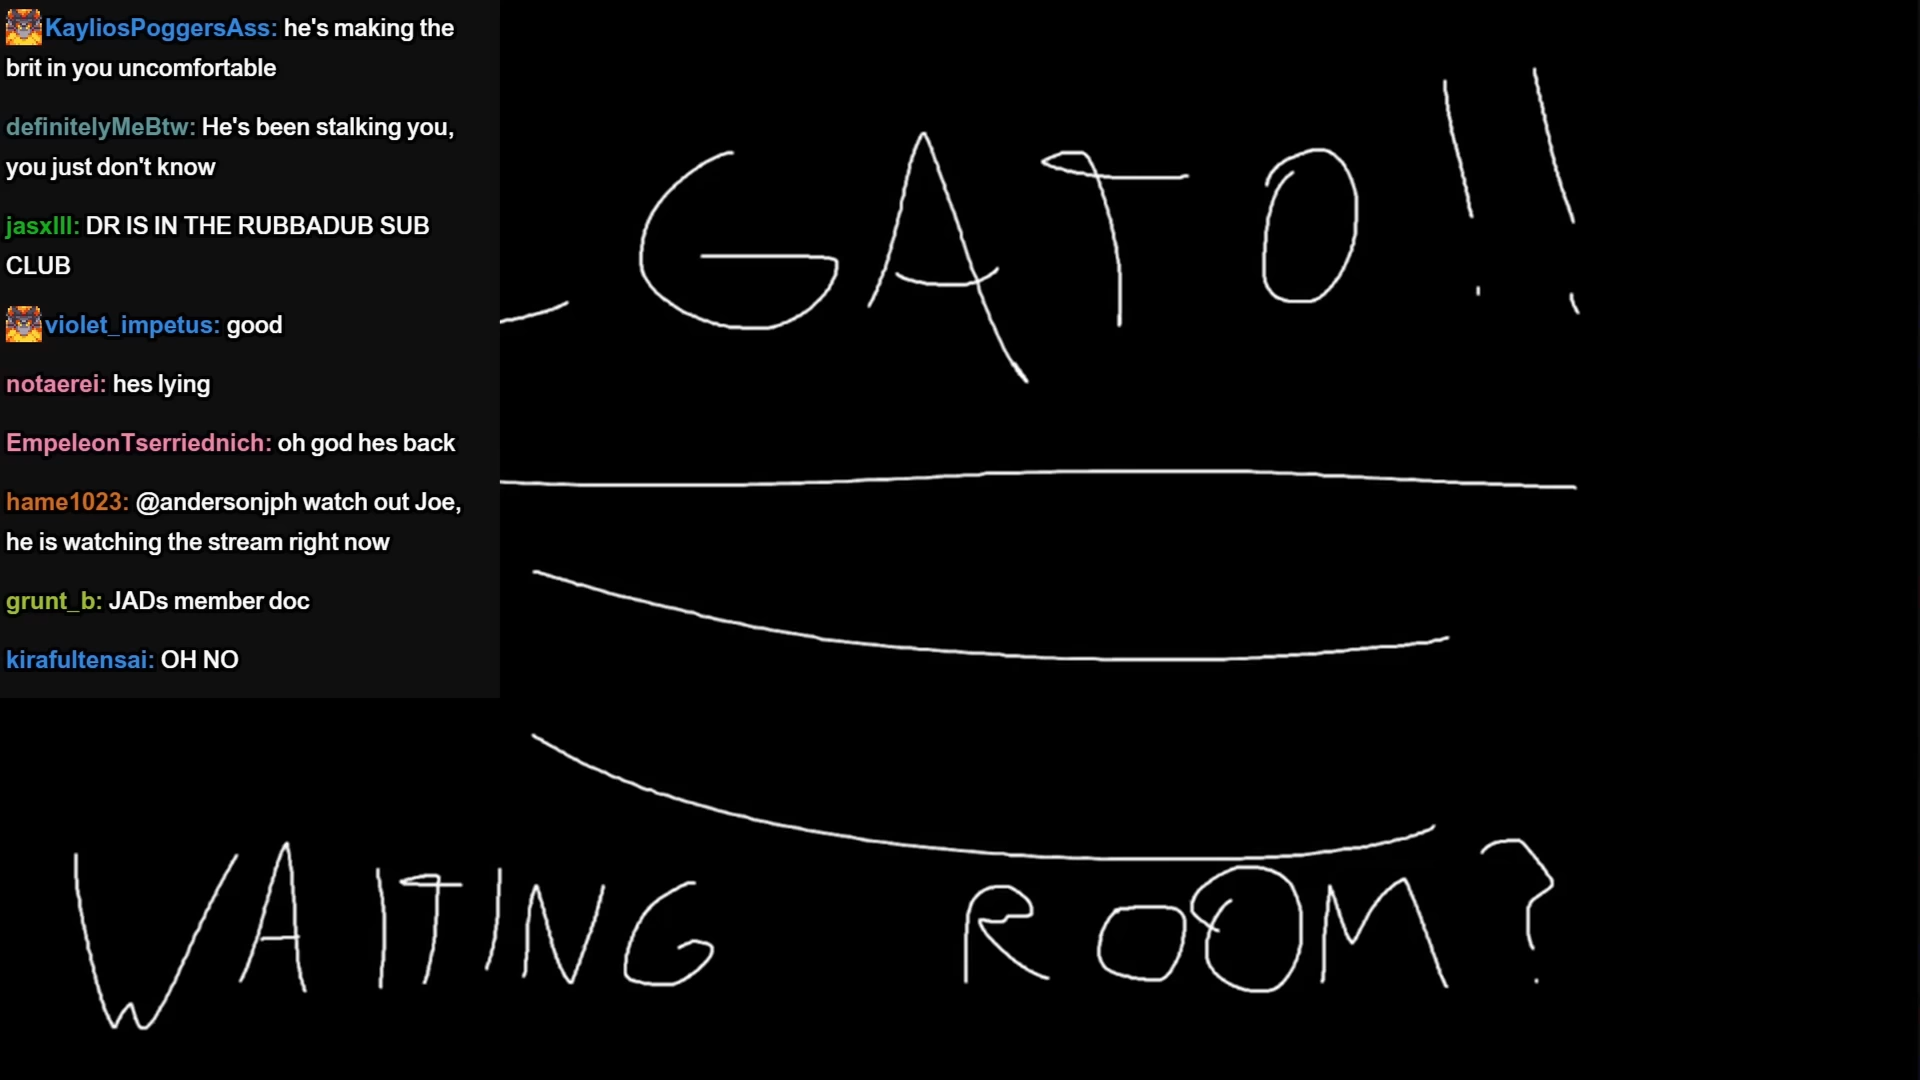 KayliosPoggersAss: he's making the
brit in you uncomfortable
definitelyMeBtw: He's been stalking you,
you just don't know
jasxlll: DR IS IN THE RUBBADUB SUB
CLUB
violet_impetus: good
notaerei: hes lying
EmpeleonTserriednich: oh god hes back
hame1023: @andersonjph watch out Joe,
he is watching the stream right now
grunt_b: JADs member doc
kirafultensai: OH NO
GATO!!
WAITING ROOM?